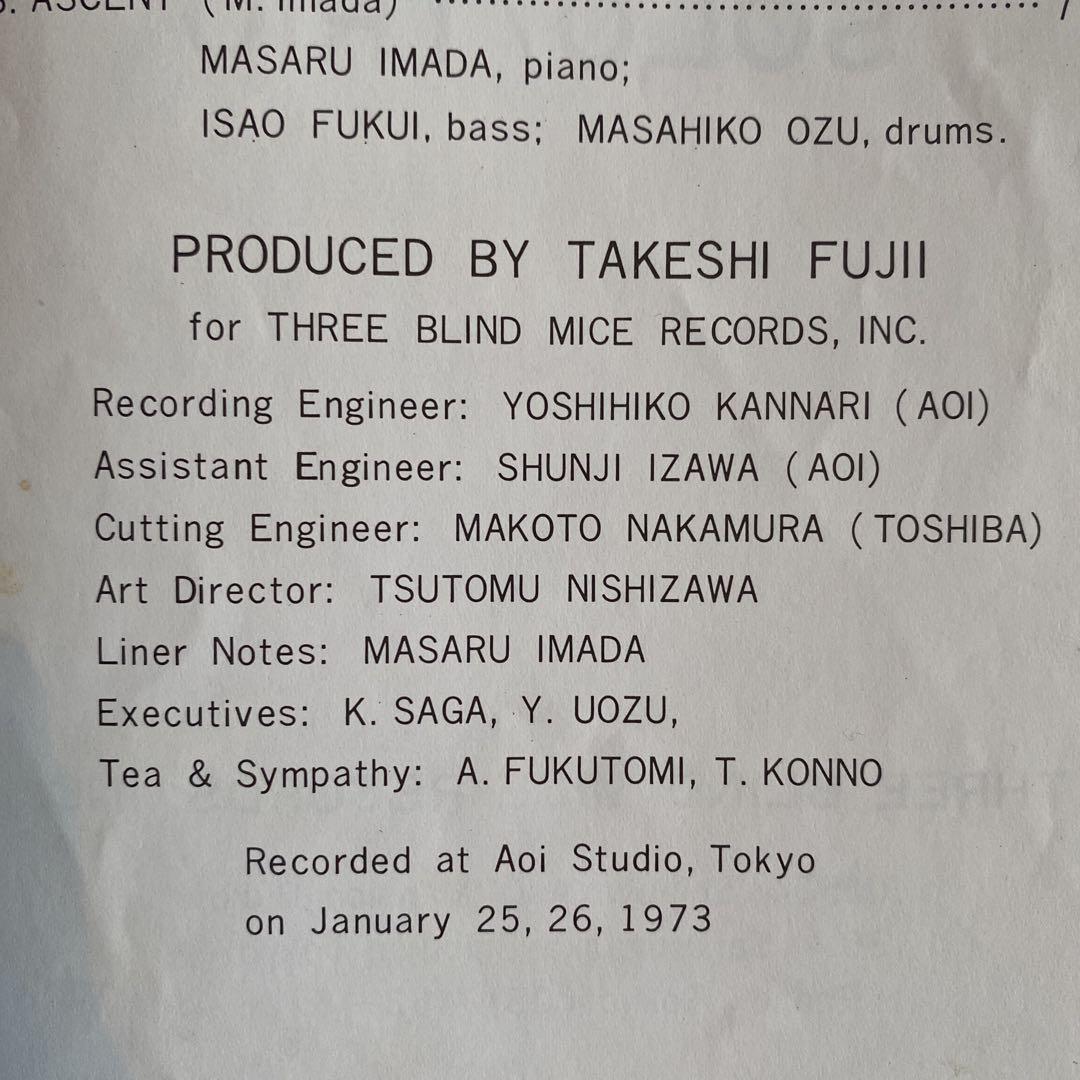 ASCENT (M. Imada) ................................................
MASARU IMADA, piano;
ISAO FUKUI, bass; MASAHIKO OZU, drums.
PRODUCED BY TAKESHI FUJII
for THREE BLIND MICE RECORDS, INC.
Recording Engineer: YOSHIHIKO KANNARI (AOI)
Assistant Engineer: SHUNJI IZAWA (AOI)
Cutting Engineer: MAKOTO NAKAMURA (TOSHIBA)
Art Director: TSUTOMU NISHIZAWA
Liner Notes: MASARU IMADA
Executives: K. SAGA, Y. UOZU,
Tea & Sympathy: A. FUKUTOMI, T. KONNO
Recorded at Aoi Studio, Tokyo
on January 25, 26, 1973